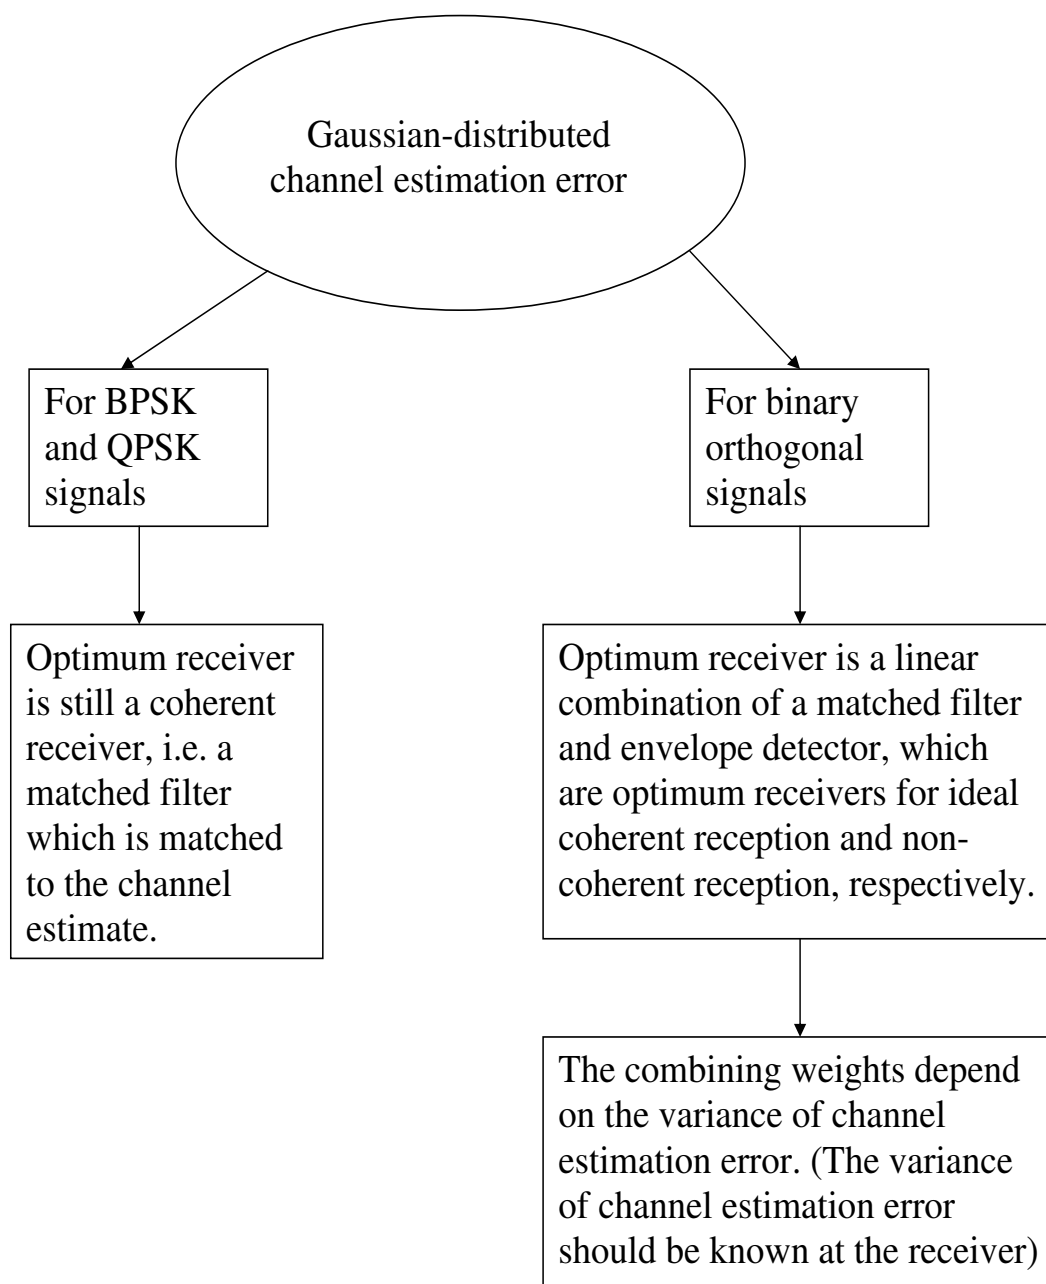 Gaussian-distributed
channel estimation error
For BPSK
and QPSK
signals
For binary
orthogonal
signals
Optimum receiver
is still a coherent
receiver, i.e. a
matched filter
which is matched
to the channel
estimate.
Optimum receiver is a linear
combination of a matched filter
and envelope detector, which
are optimum receivers for ideal
coherent reception and non-
coherent reception, respectively.
The combining weights depend
on the variance of channel
estimation error. (The variance
of channel estimation error
should be known at the receiver)